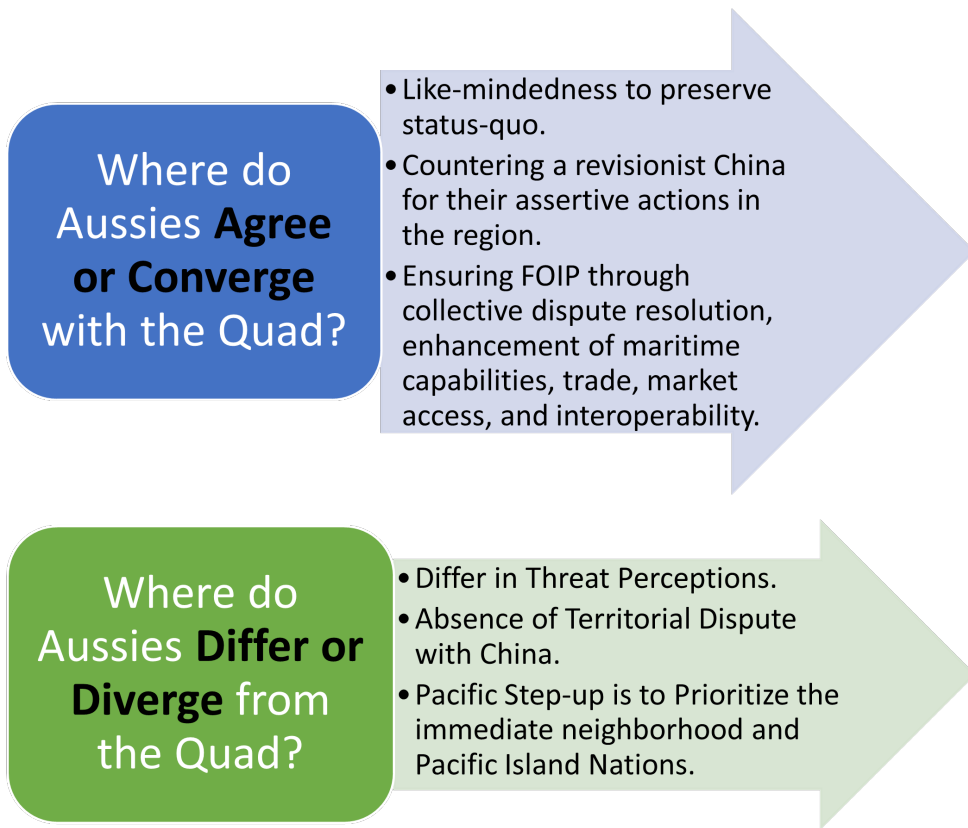 Where do
Aussies Agree
or Converge
with the Quad?
•Like-mindedness to preserve
status-quo.
•Countering a revisionist China
for their assertive actions in
the region.
•Ensuring FOIP through
collective dispute resolution,
enhancement of maritime
capabilities, trade, market
access, and interoperability.
Where do
Aussies Differ or
Diverge from
the Quad?
•Differ in Threat Perceptions.
•Absence of Territorial Dispute
with China.
•Pacific Step-up is to Prioritize the
immediate neighborhood and
Pacific Island Nations.